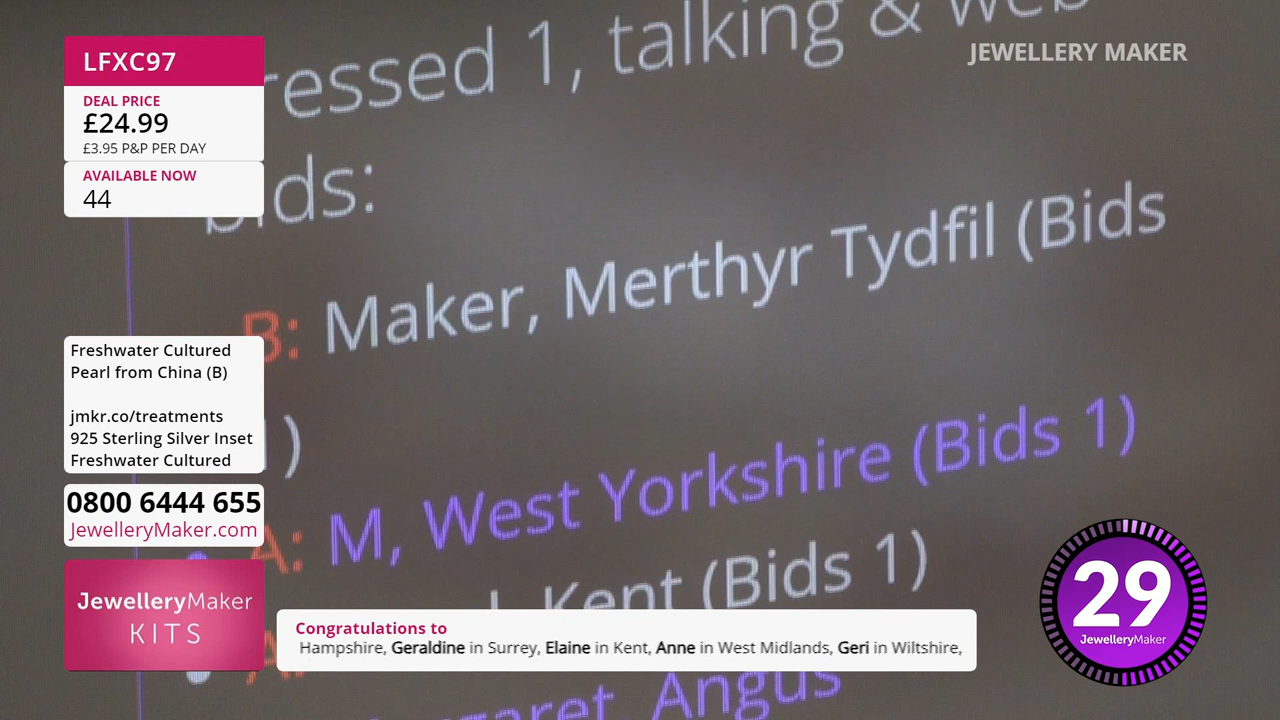 LFXC97
DEAL PRICE
£24.99
£3.95 P&P PER DAY
AVAILABLE NOW
44
JEWELLERY MAKER
essed 1, talking & web
bids:
B: Maker, Merthyr Tydfil (Bids
1)
A: M, West Yorkshire (Bids 1)
Kent (Bids 1)
Angus
Freshwater Cultured
Pearl from China (B)
jmkr.co/treatments
925 Sterling Silver Inset
Freshwater Cultured
0800 6444 655
JewelleryMaker.com
JewelleryMaker
KITS
Congratulations to
Hampshire, Geraldine in Surrey, Elaine in Kent, Anne in West Midlands, Geri in Wiltshire,
29
JewelleryMaker